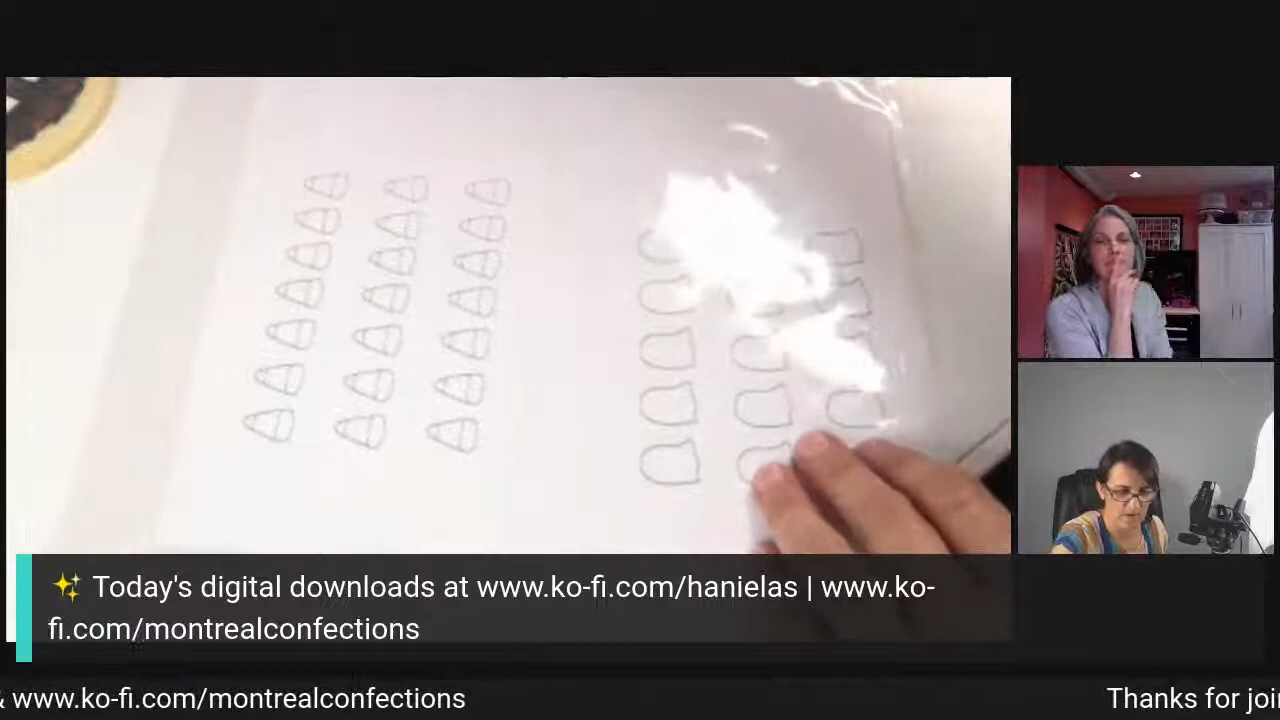 ✨ Today's digital downloads at www.ko-fi.com/hanielas | www.ko-
fi.com/montrealconfections
www.ko-fi.com/montrealconfections
Thanks for